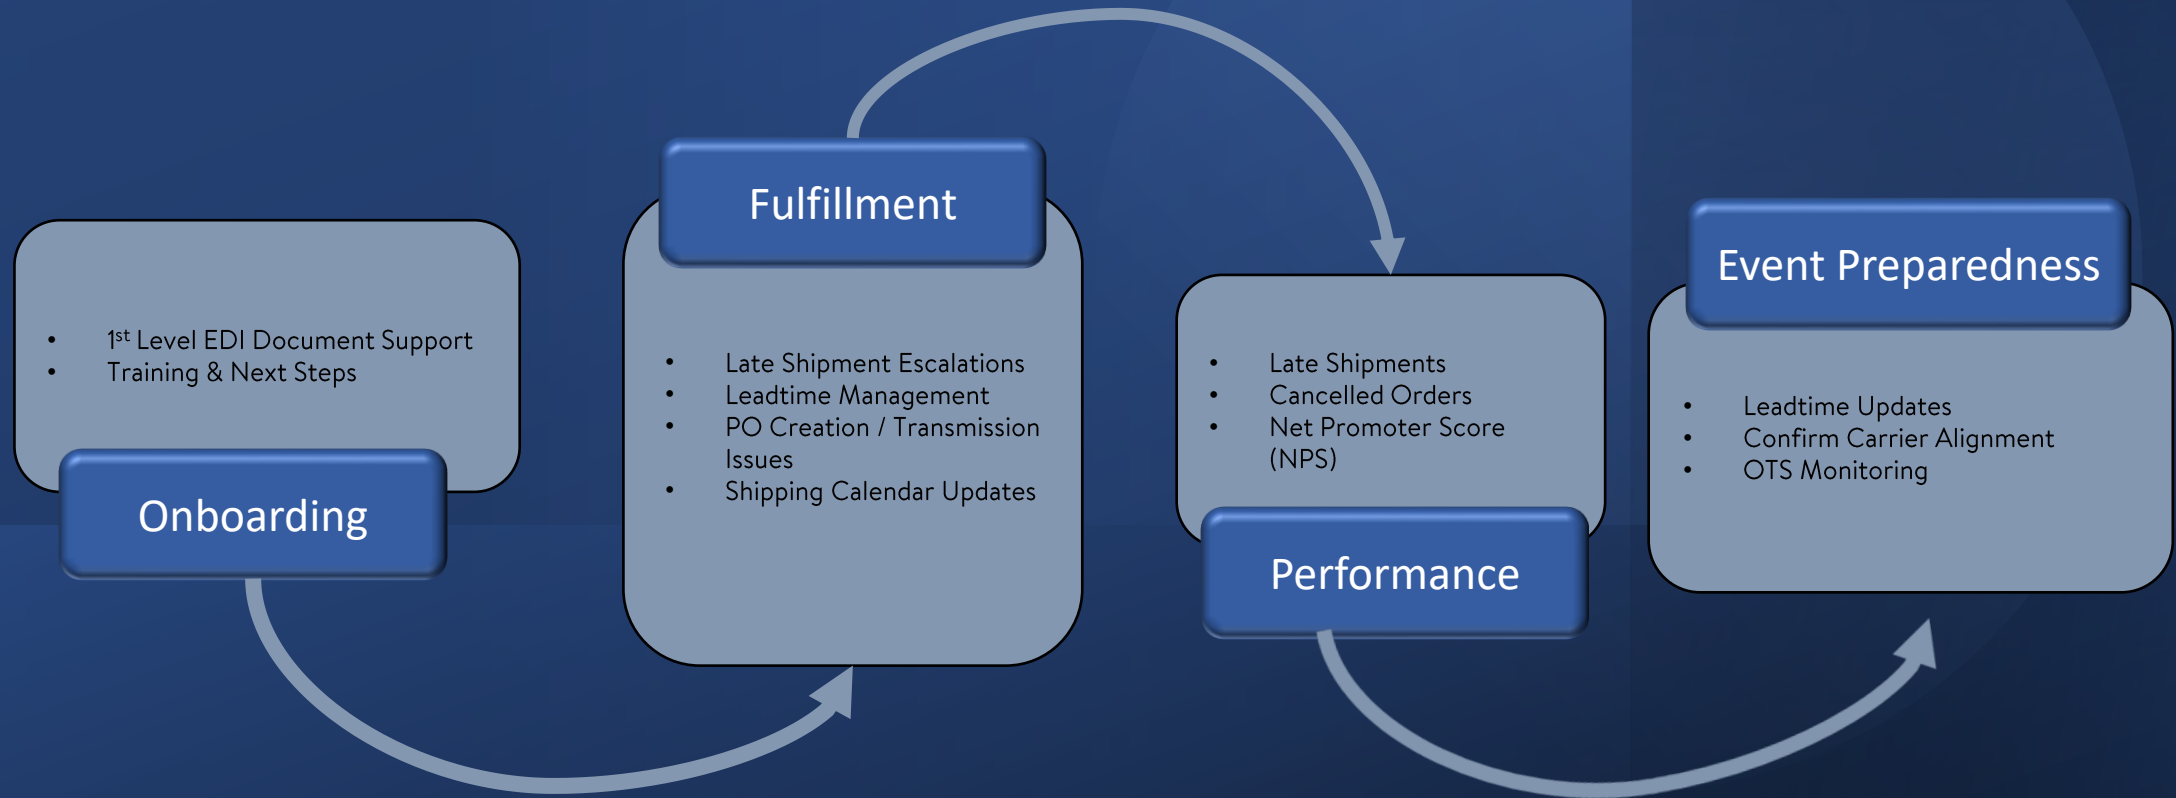 • 1st Level EDI Document Support
• Training & Next Steps
Onboarding
Fulfillment
• Late Shipment Escalations
• Leadtime Management
• PO Creation / Transmission
Issues
• Shipping Calendar Updates
• Late Shipments
• Cancelled Orders
• Net Promoter Score
(NPS)
Performance
Event Preparedness
• Leadtime Updates
• Confirm Carrier Alignment
• OTS Monitoring